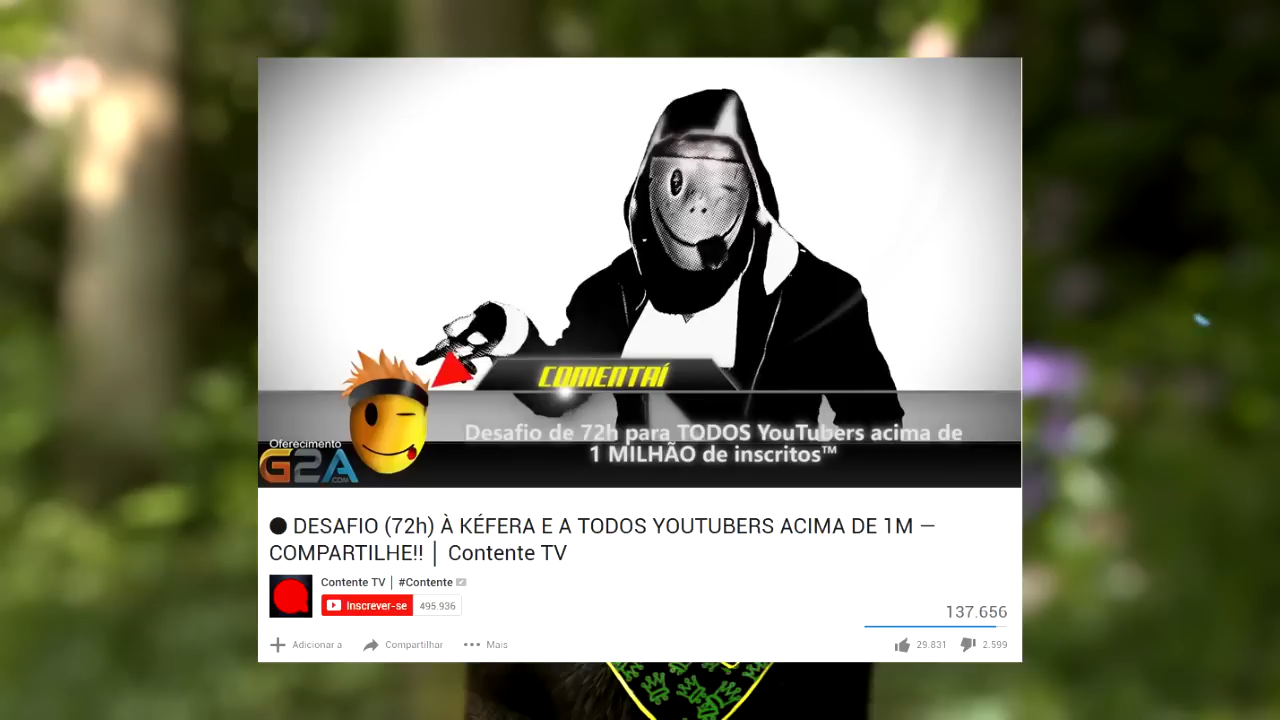 COMENTAÍ
Desafio de 72h para TODOS YouTubers acima de
1 MILHÃO de inscritos™
Oferecimento
G2A
.COM
● DESAFIO (72h) À KÉFERA E A TODOS YOUTUBERS ACIMA DE 1M —
COMPARTILHE!! │ Contente TV
Contente TV │ #Contente
Inscrever-se 495.936
137.656
Adicionar a Compartilhar Mais 29.831 2.599